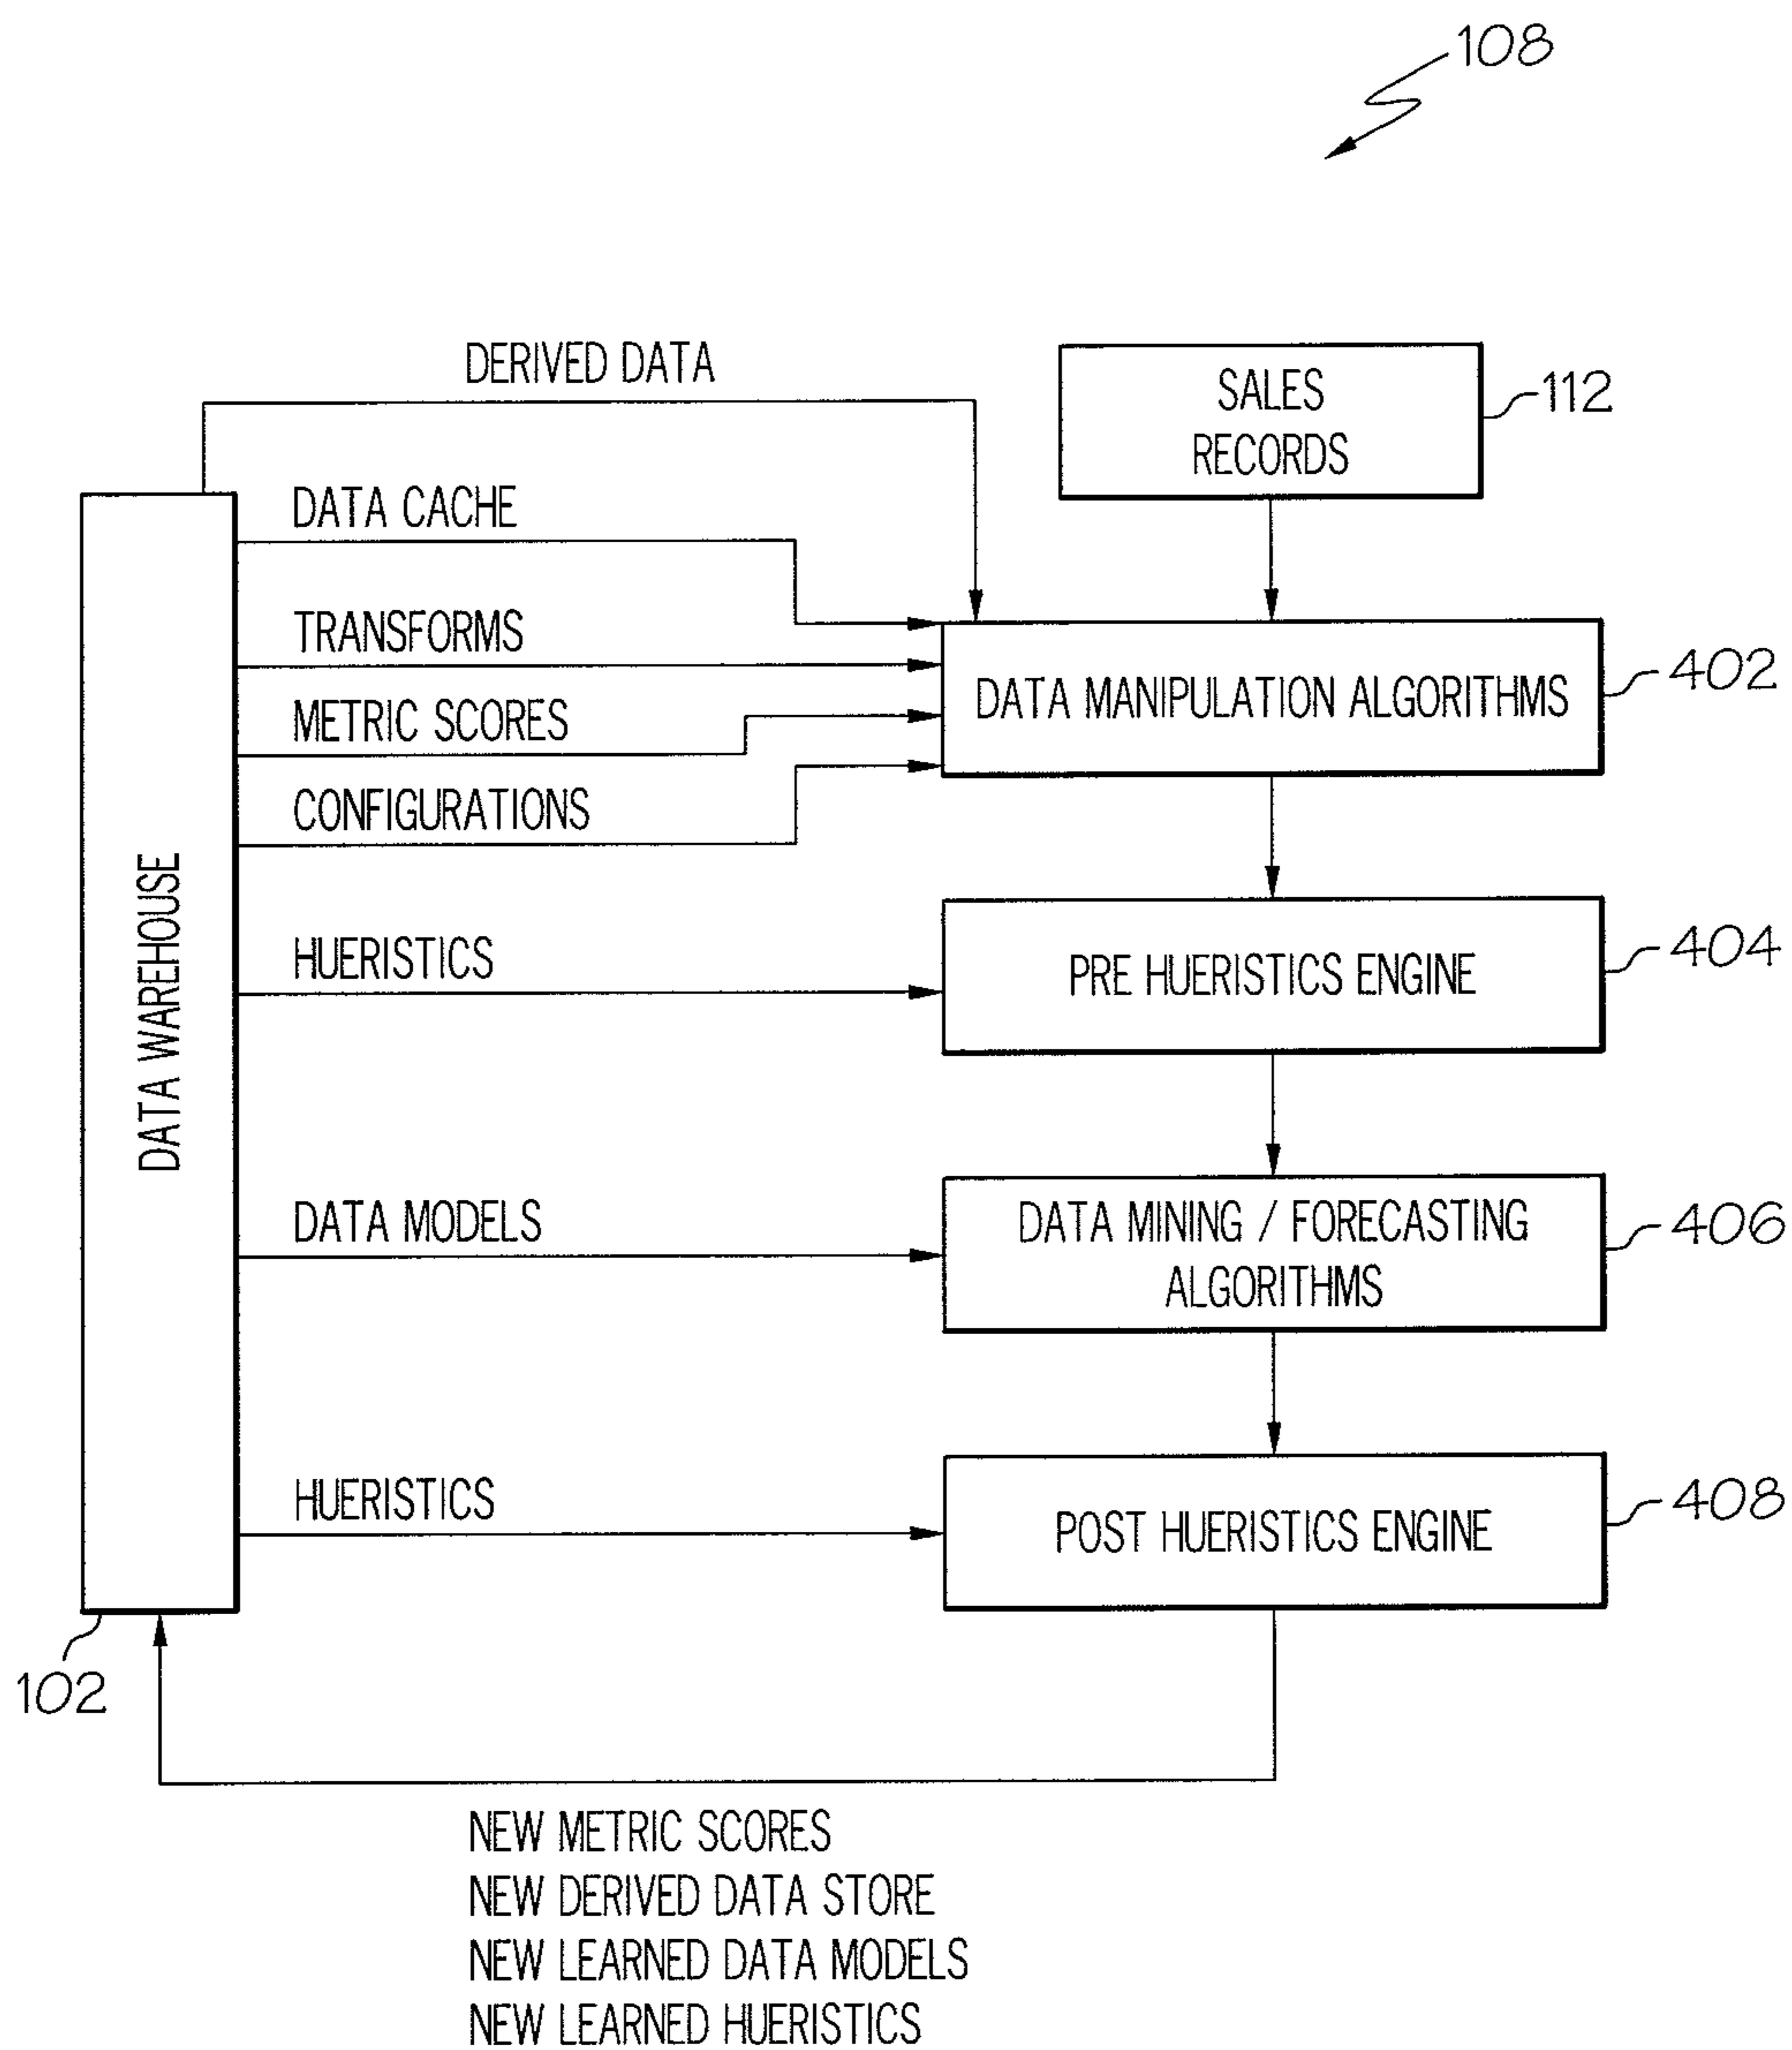 108
DERIVED DATA
SALES
RECORDS
112
DATA CACHE
TRANSFORMS
METRIC SCORES
CONFIGURATIONS
DATA MANIPULATION ALGORITHMS
402
DATA WAREHOUSE
HUERISTICS
PRE HUERISTICS ENGINE
404
DATA MODELS
DATA MINING / FORECASTING
ALGORITHMS
406
HUERISTICS
POST HUERISTICS ENGINE
408
102
NEW METRIC SCORES
NEW DERIVED DATA STORE
NEW LEARNED DATA MODELS
NEW LEARNED HUERISTICS